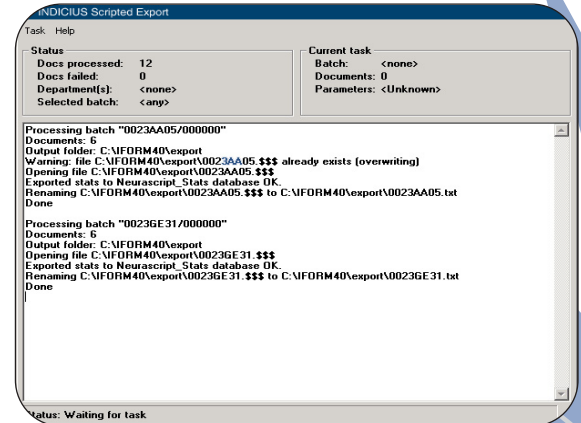 INDICIUS Scripted Export
Task Help
Status
Docs processed: 12
Docs failed: 0
Department(s): <none>
Selected batch: <any>
Current task
Batch: <none>
Documents: 0
Parameters: <Unknown>
Processing batch "0023AA05/000000"
Documents: 6
Output folder: C:\IFORM40\export
Warning: file C:\IFORM40\export\0023AA05.$$$ already exists (overwriting)
Opening file C:\IFORM40\export\0023AA05.$$$
Exported stats to Neurascript_Stats database OK.
Renaming C:\IFORM40\export\0023AA05.$$$ to C:\IFORM40\export\0023AA05.txt
Done
Processing batch "0023GE31/000000"
Documents: 6
Output folder: C:\IFORM40\export
Opening file C:\IFORM40\export\0023GE31.$$$
Exported stats to Neurascript_Stats database OK.
Renaming C:\IFORM40\export\0023GE31.$$$ to C:\IFORM40\export\0023GE31.txt
Done
Status: Waiting for task